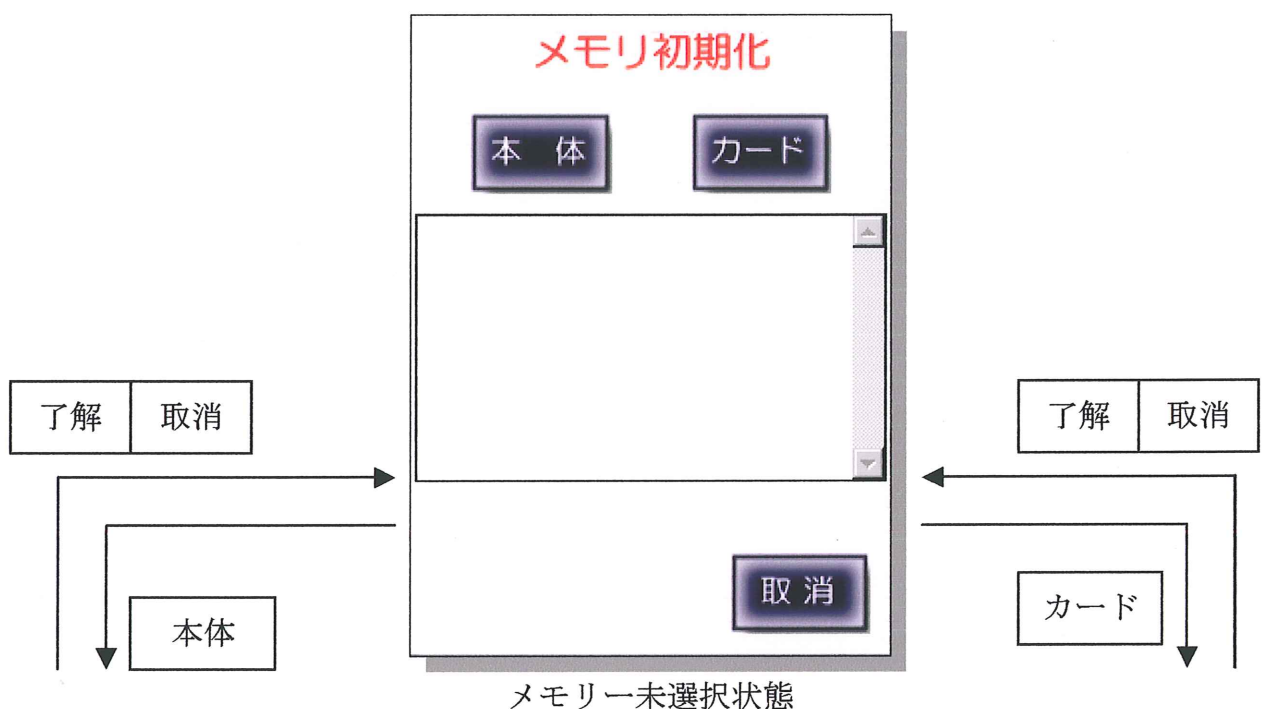 メモリ初期化
本 体
カード
了解 取消
了解 取消
取 消
本体
カード
メモリー未選択状態